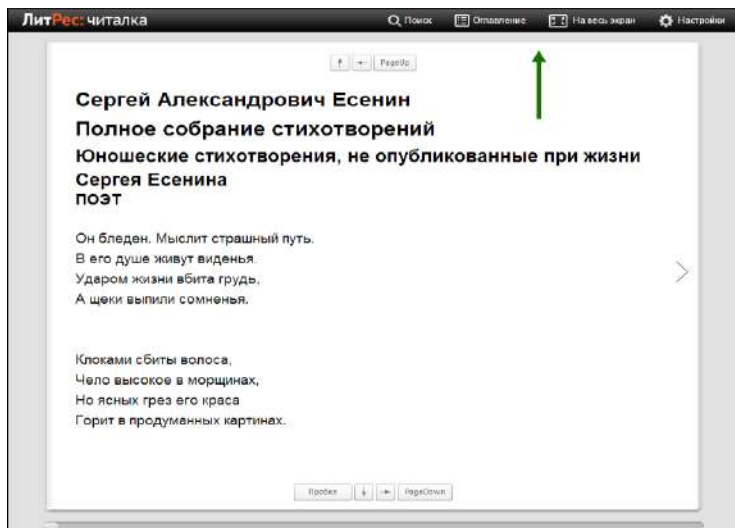 ЛитРес: читалка
Поиск
Оглавление
На весь экран
Настройки
PageUp
Сергей Александрович Есенин
Полное собрание стихотворений
Юношеские стихотворения, не опубликованные при жизни
Сергея Есенина
ПОЭТ
Он бледен. Мыслит страшный путь.
В его душе живут виденья.
Ударом жизни вбита грудь,
А щеки выпили сомненья.
Клоками сбиты волоса,
Чело высокое в морщинах,
Но ясных грез его краса
Горит в продуманных картинах.
Пробел
PageDown